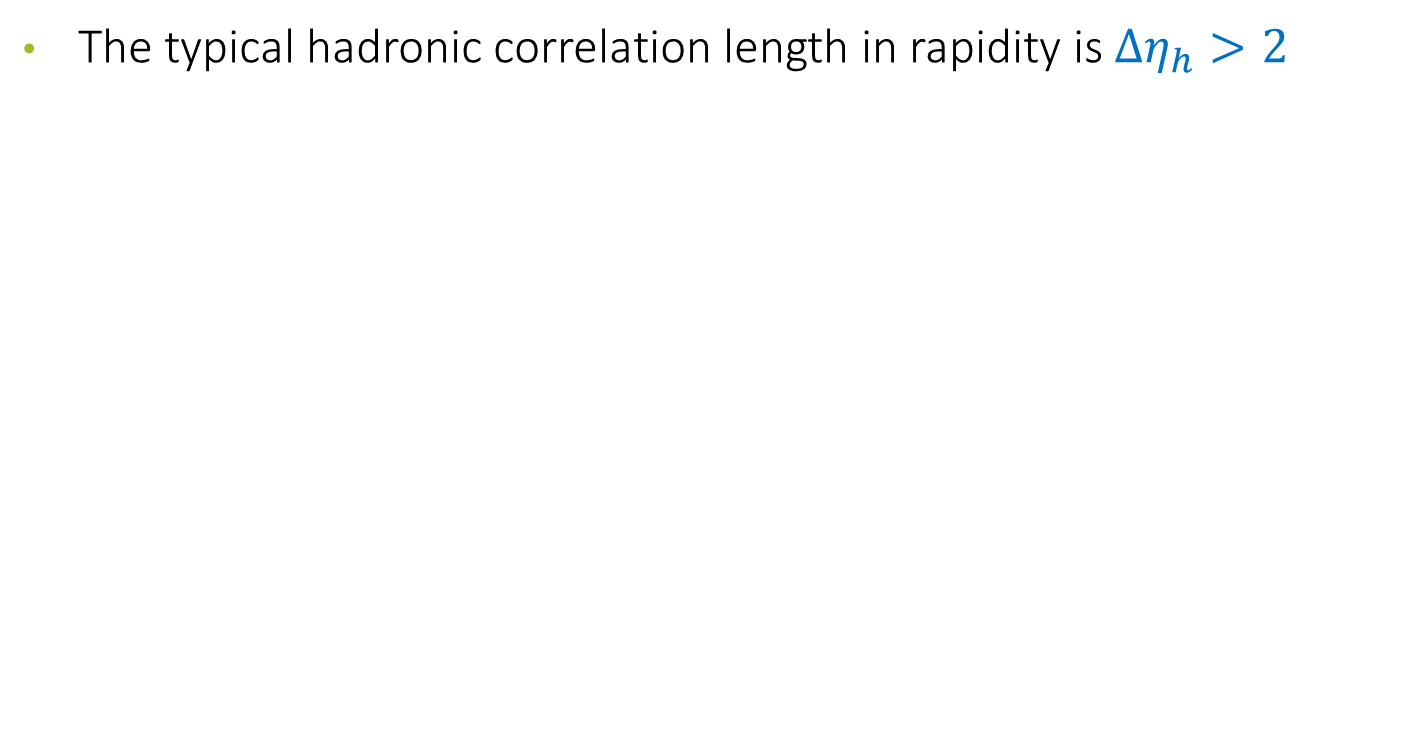 • The typical hadronic correlation length in rapidity is Δη_h > 2